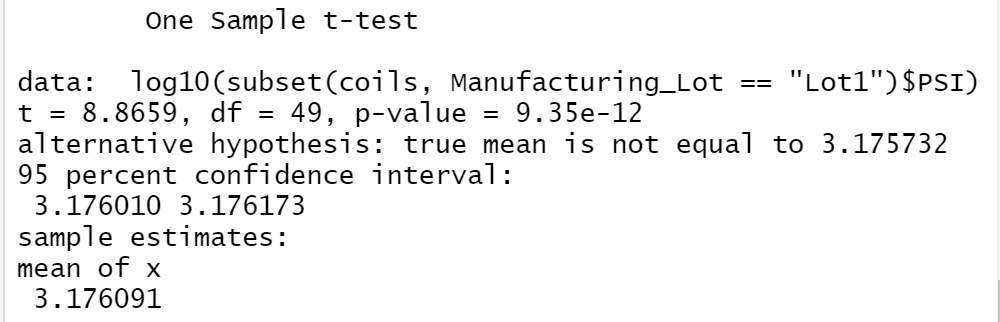 One Sample t-test
data:  log10(subset(coils, Manufacturing_Lot == "Lot1")$PSI)
t = 8.8659, df = 49, p-value = 9.35e-12
alternative hypothesis: true mean is not equal to 3.175732
95 percent confidence interval:
3.176010 3.176173
sample estimates:
mean of x
3.176091